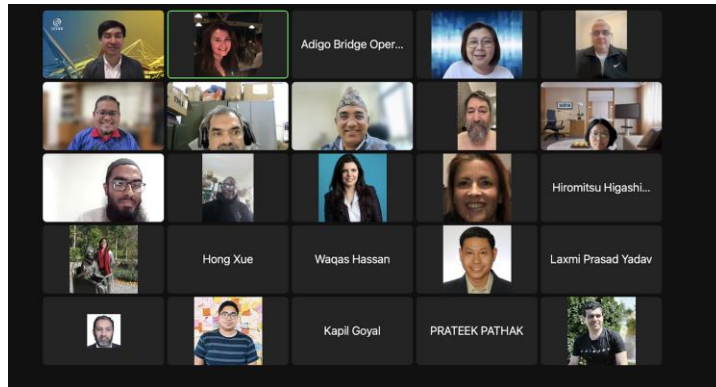 Adigo Bridge Oper...
Hiromitsu Higashi...
Hong Xue
Waqas Hassan
Laxmi Prasad Yadav
Kapil Goyal
PRATEEK PATHAK